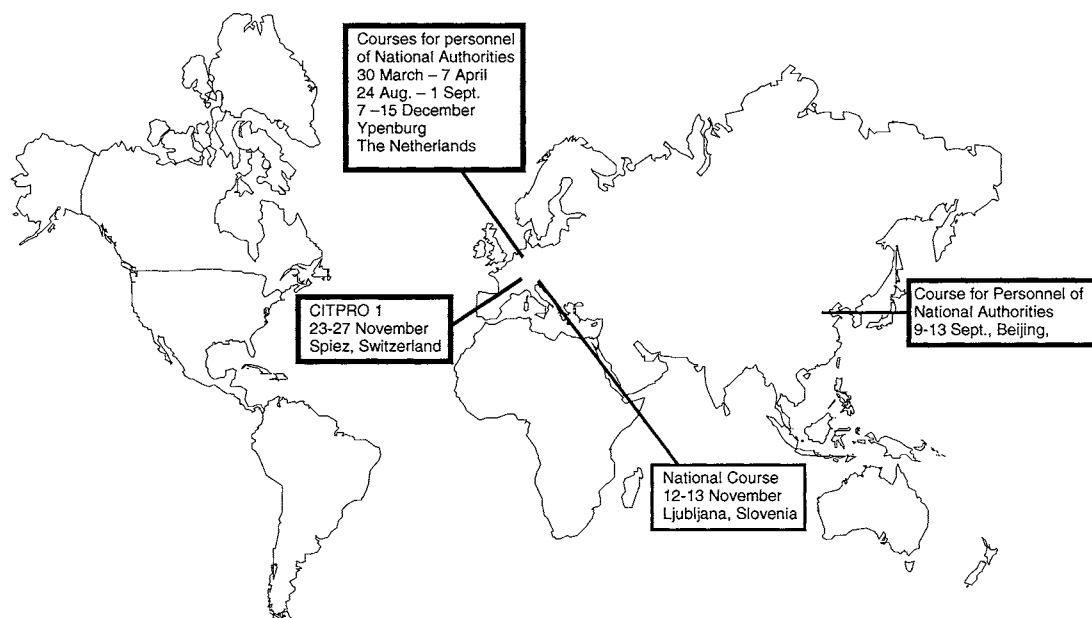 Courses for personnel
of National Authorities
30 March – 7 April
24 Aug. – 1 Sept.
7 –15 December
Ypenburg
The Netherlands
CITPRO 1
23-27 November
Spiez, Switzerland
Course for Personnel of
National Authorities
9-13 Sept., Beijing,
National Course
12-13 November
Ljubljana, Slovenia